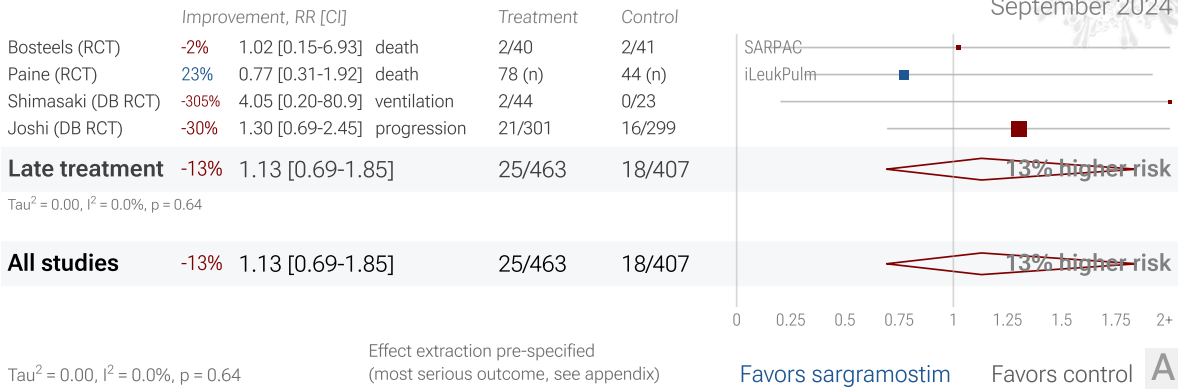 September 2024
Improvement, RR [CI] Treatment Control
Bosteels (RCT) -2% 1.02 [0.15-6.93] death 2/40 2/41 SARPAC
Paine (RCT) 23% 0.77 [0.31-1.92] death 78 (n) 44 (n) iLeukPulm
Shimasaki (DB RCT) -305% 4.05 [0.20-80.9] ventilation 2/44 0/23
Joshi (DB RCT) -30% 1.30 [0.69-2.45] progression 21/301 16/299
Late treatment -13% 1.13 [0.69-1.85] 25/463 18/407 13% higher risk
Tau² = 0.00, I² = 0.0%, p = 0.64
All studies -13% 1.13 [0.69-1.85] 25/463 18/407 13% higher risk
0 0.25 0.5 0.75 1 1.25 1.5 1.75 2+
Effect extraction pre-specified
(most serious outcome, see appendix)
Tau² = 0.00, I² = 0.0%, p = 0.64 Favors sargramostim Favors control A